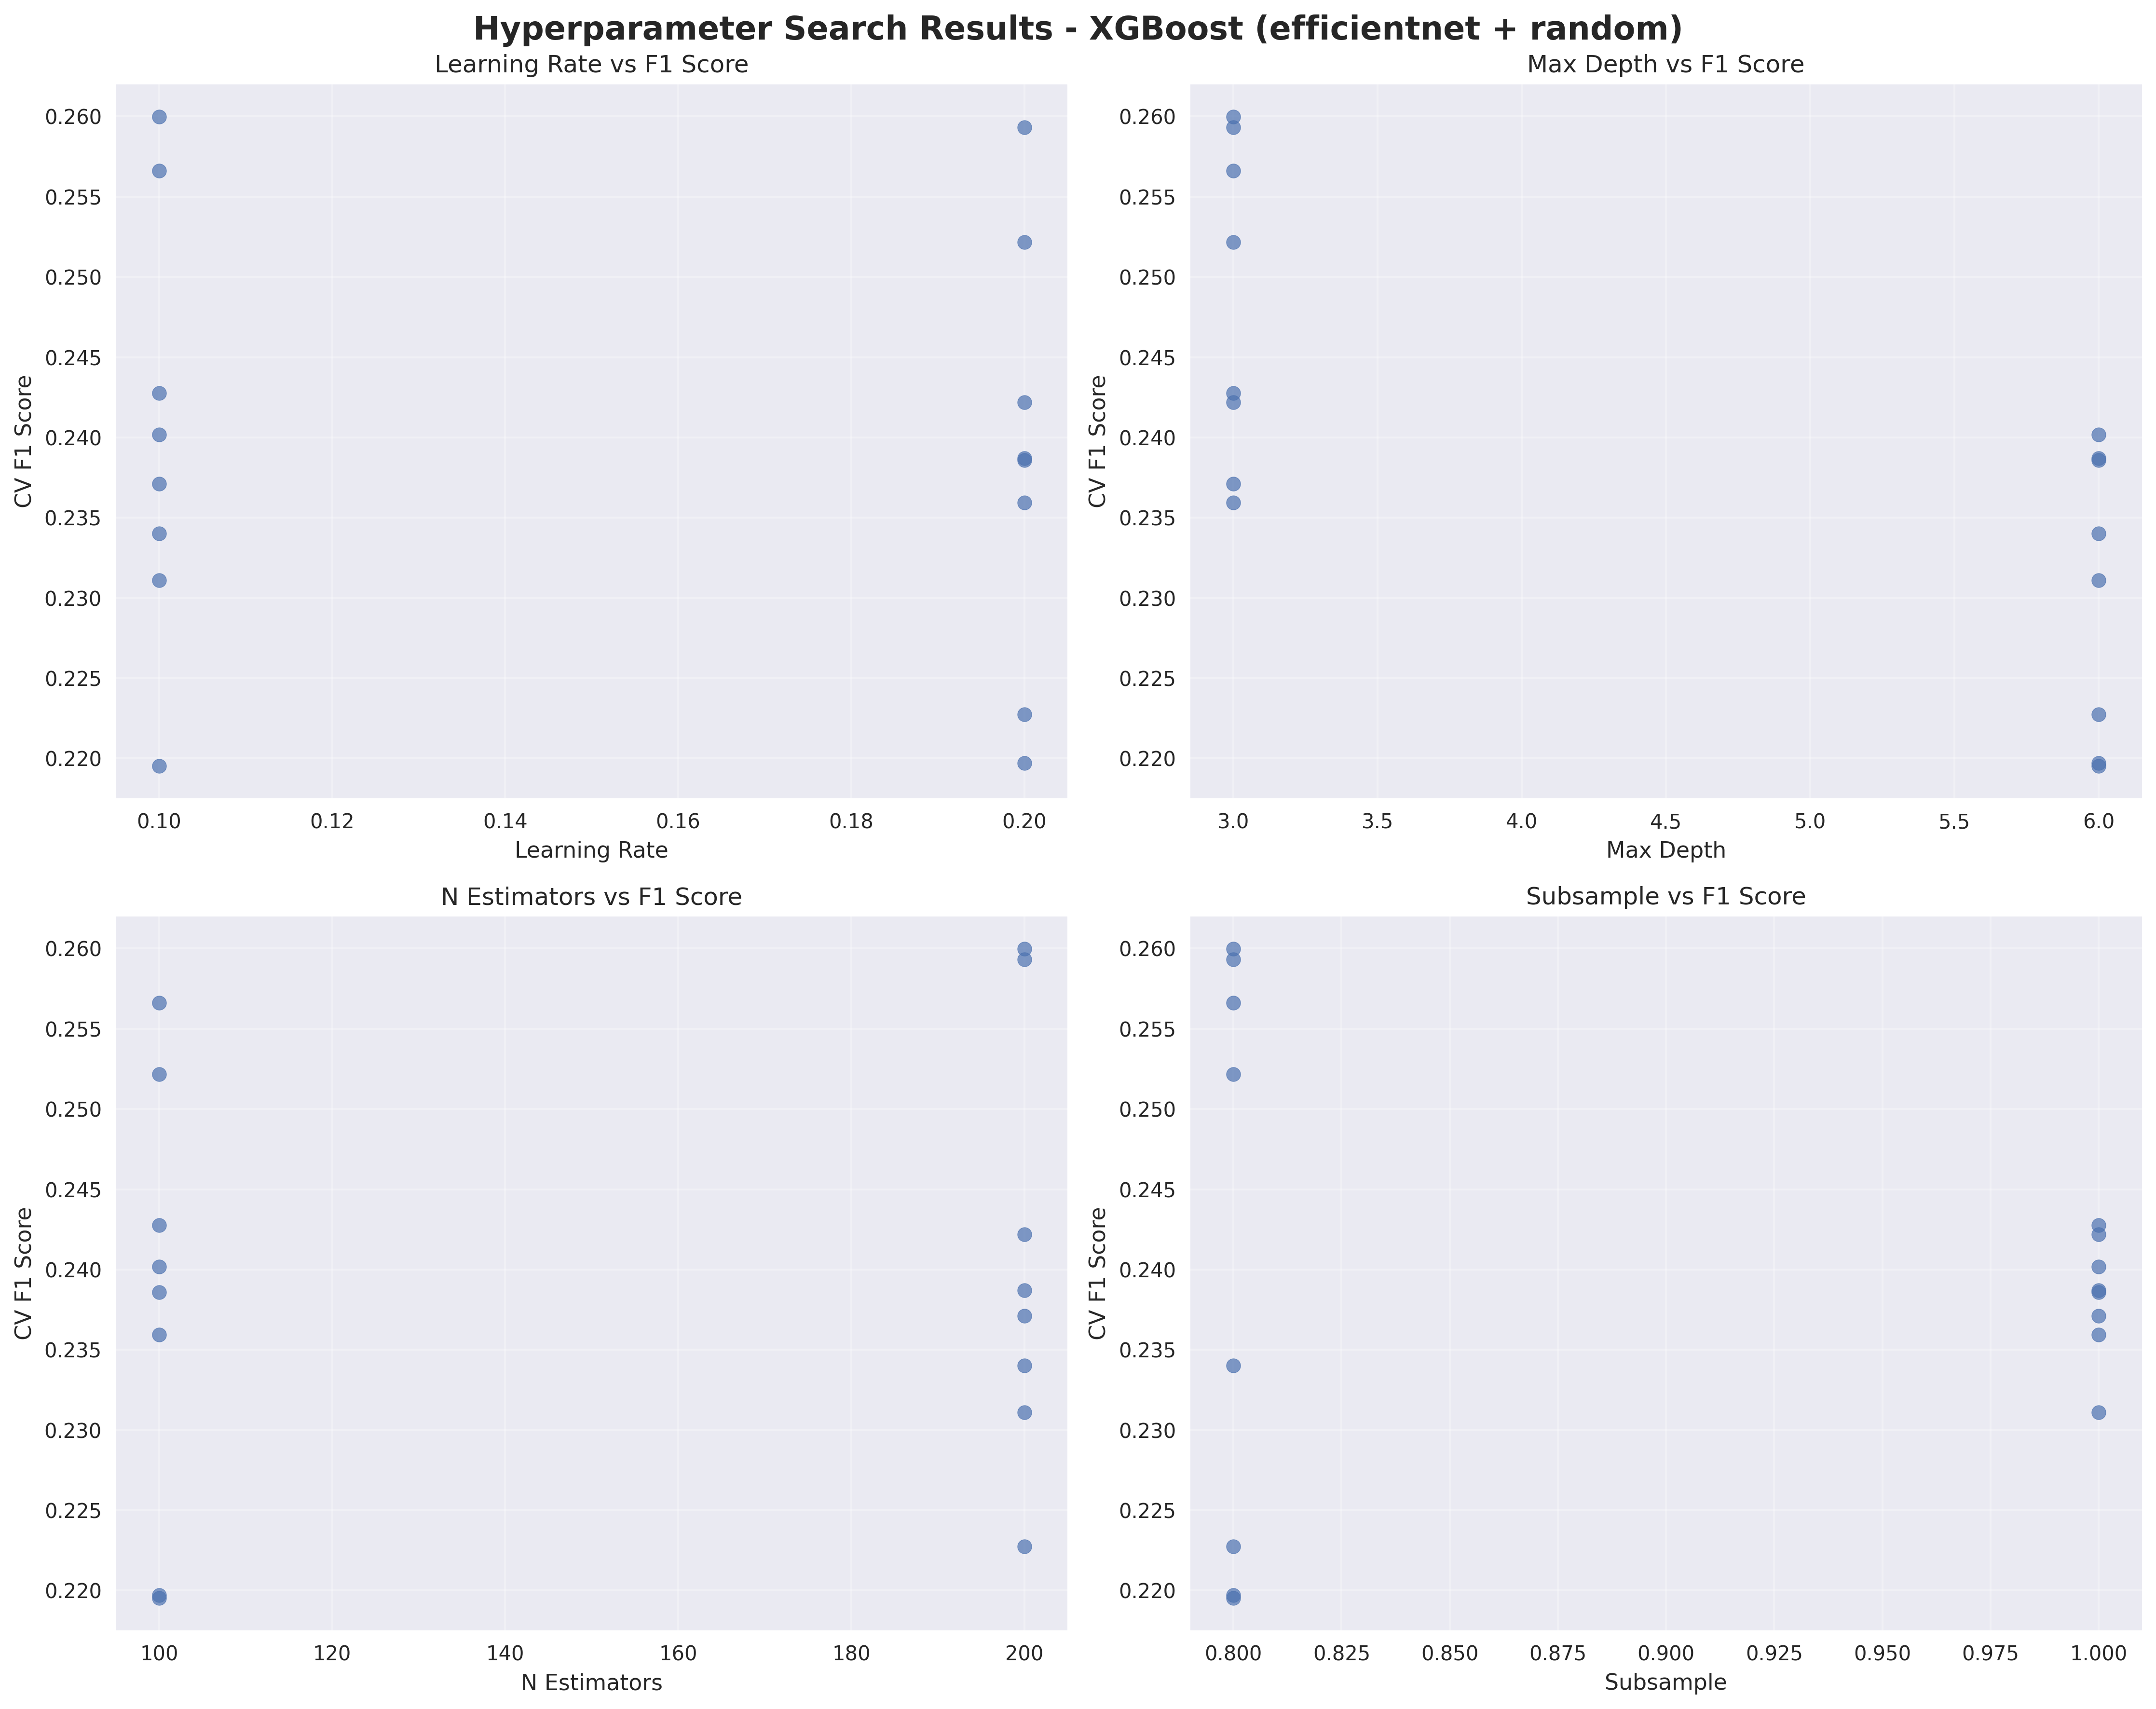 Hyperparameter Search Results - XGBoost (efficientnet + random)
Learning Rate vs F1 Score
CV F1 Score
0.260
0.255
0.250
0.245
0.240
0.235
0.230
0.225
0.220
0.10 0.12 0.14 0.16 0.18 0.20
Learning Rate
Max Depth vs F1 Score
CV F1 Score
0.260
0.255
0.250
0.245
0.240
0.235
0.230
0.225
0.220
3.0 3.5 4.0 4.5 5.0 5.5 6.0
Max Depth
N Estimators vs F1 Score
CV F1 Score
0.260
0.255
0.250
0.245
0.240
0.235
0.230
0.225
0.220
100 120 140 160 180 200
N Estimators
Subsample vs F1 Score
CV F1 Score
0.260
0.255
0.250
0.245
0.240
0.235
0.230
0.225
0.220
0.800 0.825 0.850 0.875 0.900 0.925 0.950 0.975 1.000
Subsample